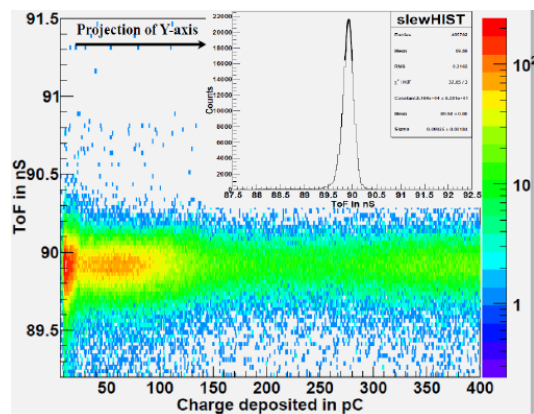 91.5
Projection of Y-axis
slewHIST
Entries
Mean
RMS
Constant
Mean
Sigma
22000
20000
18000
16000
14000
12000
10000
8000
6000
4000
2000
0
Counts
87.5 88 88.5 89 89.5 90 90.5 91 91.5 92 92.5
ToF in nS
91
90.5
90
89.5
ToF in nS
10²
10
1
0 50 100 150 200 250 300 350 400
Charge deposited in pC